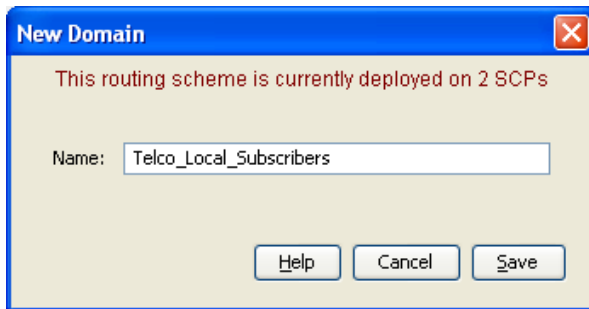 New Domain
This routing scheme is currently deployed on 2 SCPs
Name: Telco_Local_Subscribers
Help Cancel Save